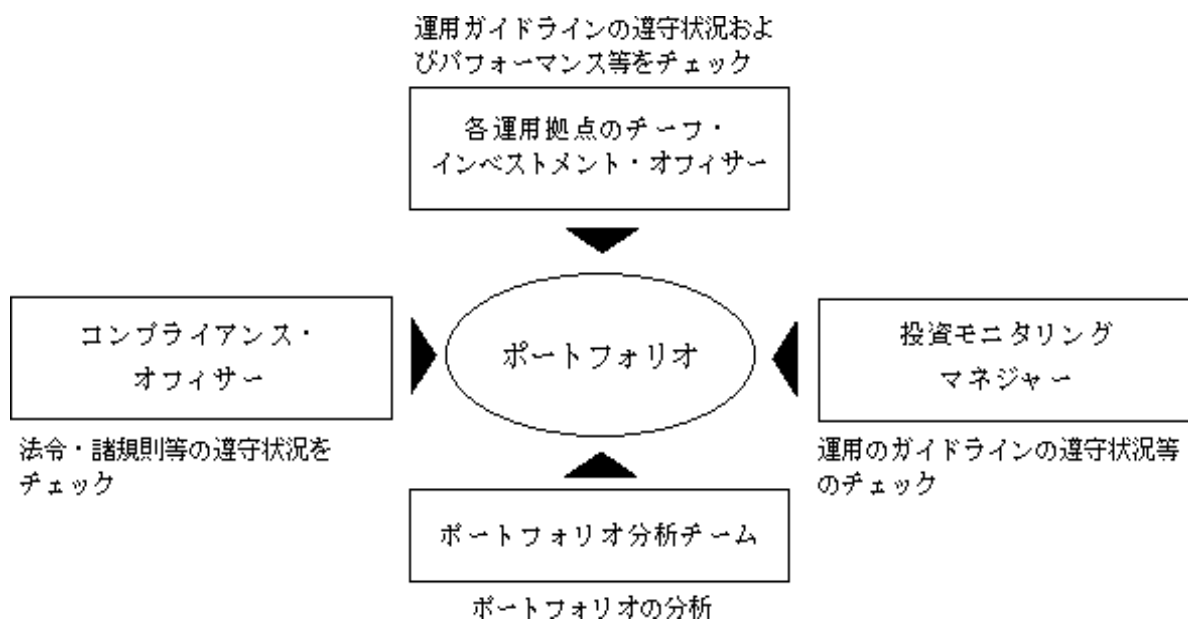 運用ガイドラインの遵守状況およ
びパフォーマンス等をチェック
各運用拠点のチーフ・
インベストメント・オフィサー
コンプライアンス・
オフィサー
ポートフォリオ
投資モニタリング
マネジャー
法令・諸規則等の遵守状況を
チェック
運用のガイドラインの遵守状況等
のチェック
ポートフォリオ分析チーム
ポートフォリオの分析